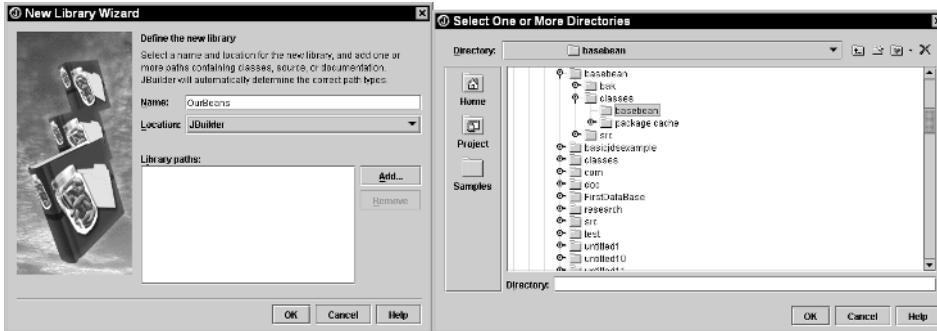 New Library Wizard
Define the new library
Select a name and location for the new library, and add one or
more paths containing classes, source, or documentation.
JBuilder will automatically determine the correct path types.
Name: OurBeans
Location: JBuilder
Library paths:
Add...
Remove
OK Cancel Help
Select One or More Directories
Directory: basebean
Home
Project
Samples
basebean
bak
classes
basebean
package cache
src
basicjdsexample
classes
com
doc
FirstDataBase
research
src
test
untitled1
untitled10
Directory:
OK Cancel Help